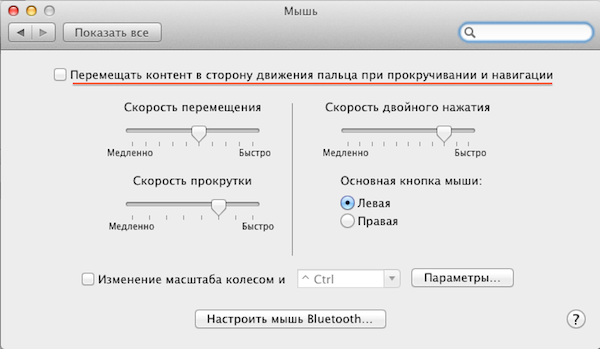 Мышь
Показать все
Перемещать контент в сторону движения пальца при прокручивании и навигации
Скорость перемещения
Медленно Быстро
Скорость двойного нажатия
Медленно Быстро
Скорость прокрутки
Медленно Быстро
Основная кнопка мыши:
Левая
Правая
Изменение масштаба колесом и ^ Ctrl Параметры...
Настроить мышь Bluetooth...
?